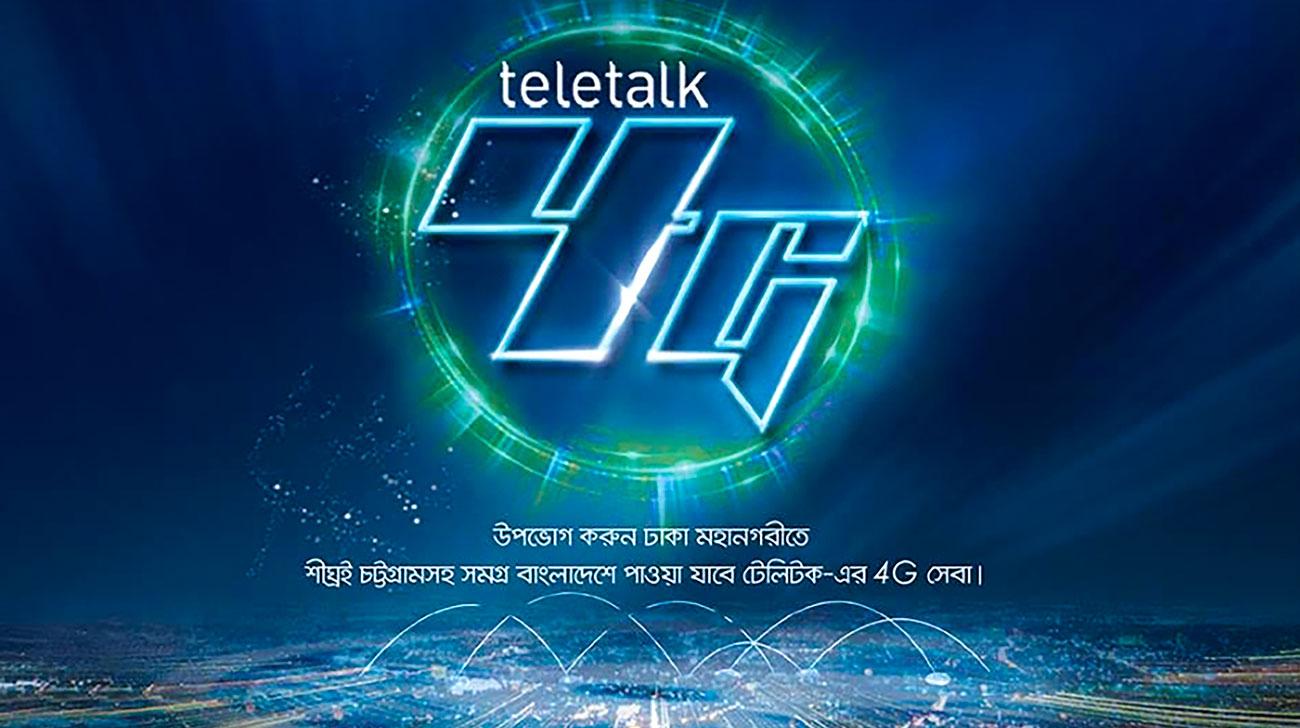 teletalk
4G
উপভোগ করুন ঢাকা মহানগরীতে
শীঘ্রই চট্টগ্রামসহ সমগ্র বাংলাদেশে পাওয়া যাবে টেলিটক-এর 4G সেবা।